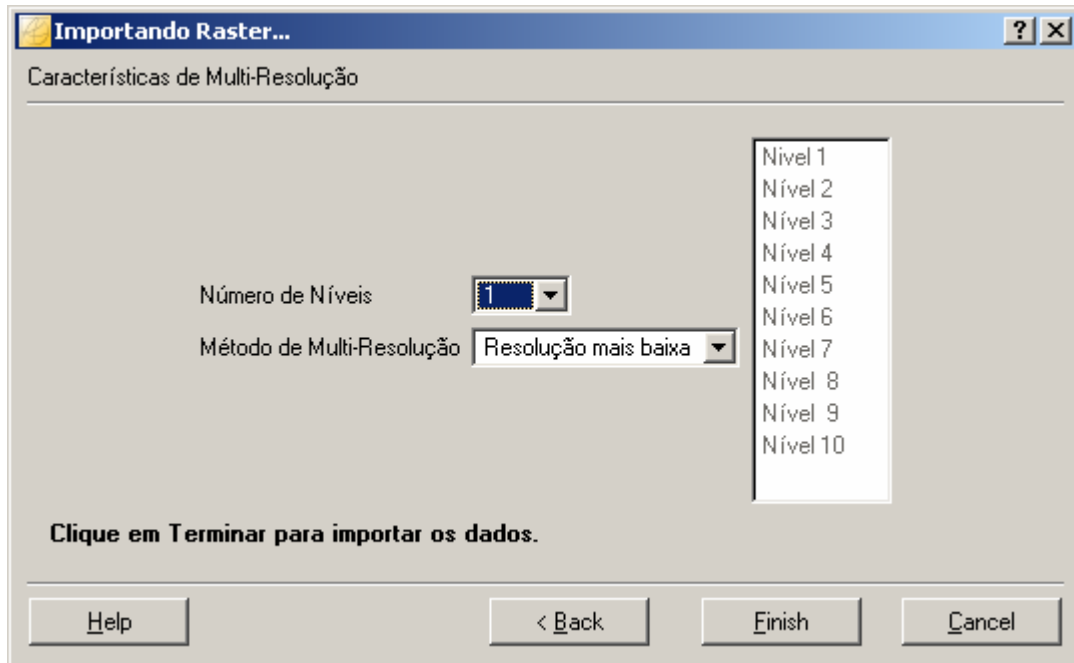 Importando Raster...
Características de Multi-Resolução
Nivel 1
Nível 2
Nível 3
Nível 4
Nível 5
Nível 6
Nível 7
Nível  8
Nível  9
Nível 10
Número de Níveis 1
Método de Multi-Resolução Resolução mais baixa
Clique em Terminar para importar os dados.
Help < Back Finish Cancel